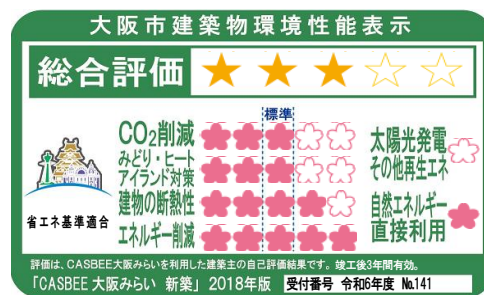 大阪市建築物環境性能表示
総合評価
標準
CO2削減
みどり・ヒート
アイランド対策
建物の断熱性
エネルギー削減
太陽光発電
その他再生エネ
自然エネルギー
直接利用
省エネ基準適合
評価は、CASBEE大阪みらいを利用した建築主の自己評価結果です。竣工後3年間有効。
「CASBEE 大阪みらい 新築」 2018年版 受付番号 令和6年度 №141